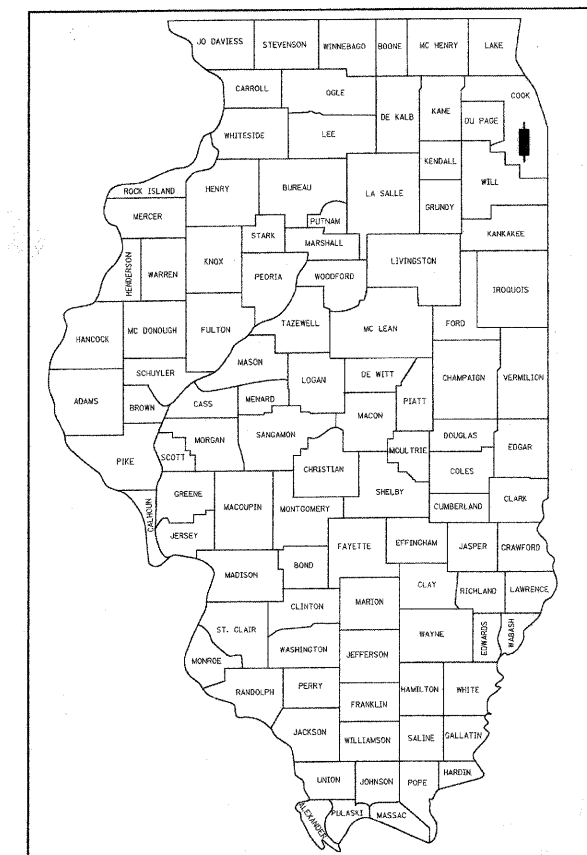 JO DAVIESS
STEVENSON
WINNEBAGO
BOONE
MC HENRY
LAKE
CARROLL
OGLE
COOK
DE KALB
KANE
DU PAGE
WHITESIDE
LEE
KENDALL
WILL
ROCK ISLAND
HENRY
BUREAU
LA SALLE
GRUNDY
MERCER
PUTNAM
STARK
MARSHALL
KANKAKEE
HENDERSON
WARREN
KNOX
PEORIA
WOODFORD
LIVINGSTON
IROQUOIS
HANCOCK
MC DONOUGH
FULTON
TAZEWELL
MC LEAN
FORD
MASON
SCHUYLER
LOGAN
DE WITT
CHAMPAIGN
VERMILION
ADAMS
BROWN
CASS
MENARD
PIATT
MACON
MORGAN
SANGAMON
DOUGLAS
EDGAR
PIKE
SCOTT
CHRISTIAN
MOULTRIE
COLES
SHELBY
CALHOUN
GREENE
MACOUPIN
MONTGOMERY
CUMBERLAND
CLARK
JERSEY
FAYETTE
EFFINGHAM
JASPER
CRAWFORD
MADISON
BOND
CLAY
RICHLAND
LAWRENCE
CLINTON
MARION
ST. CLAIR
WAYNE
EDWARDS
WABASH
WASHINGTON
JEFFERSON
MONROE
RANDOLPH
PERRY
HAMILTON
WHITE
FRANKLIN
JACKSON
WILLIAMSON
SALINE
GALLATIN
UNION
JOHNSON
POPE
HARDIN
ALEXANDER
PULASKI
MASSAC